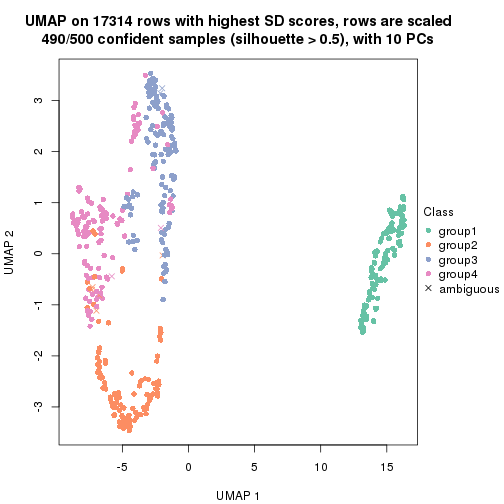 UMAP on 17314 rows with highest SD scores, rows are scaled
490/500 confident samples (silhouette > 0.5), with 10 PCs
3
2
1
0
-1
-2
-3
UMAP 2
-5
0
5
10
15
UMAP 1
Class
group1
group2
group3
group4
ambiguous